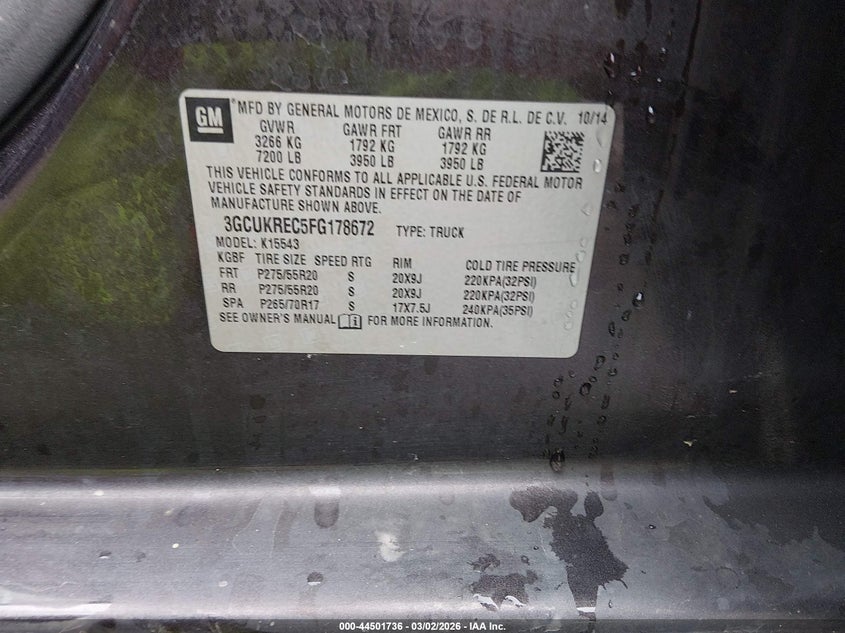 GM ® MFD BY GENERAL MOTORS DE MEXICO, S. DE R.L. DE C.V. 10/14
GVWR GAWR FRT GAWR RR
3266 KG 1792 KG 1792 KG
7200 LB 3950 LB 3950 LB
THIS VEHICLE CONFORMS TO ALL APPLICABLE U.S. FEDERAL MOTOR
VEHICLE SAFETY STANDARDS IN EFFECT ON THE DATE OF
MANUFACTURE SHOWN ABOVE.
3GCUKREC5FG178672 TYPE: TRUCK
MODEL: K15543
KGBF TIRE SIZE SPEED RTG RIM COLD TIRE PRESSURE
FRT P275/55R20 S 20X9J 220KPA(32PSI)
RR P275/55R20 S 20X9J 220KPA(32PSI)
SPA P265/70R17 S 17X7.5J 240KPA(35PSI)
SEE OWNER'S MANUAL FOR MORE INFORMATION.
000-44501736 - 03/02/2026 - IAA Inc.